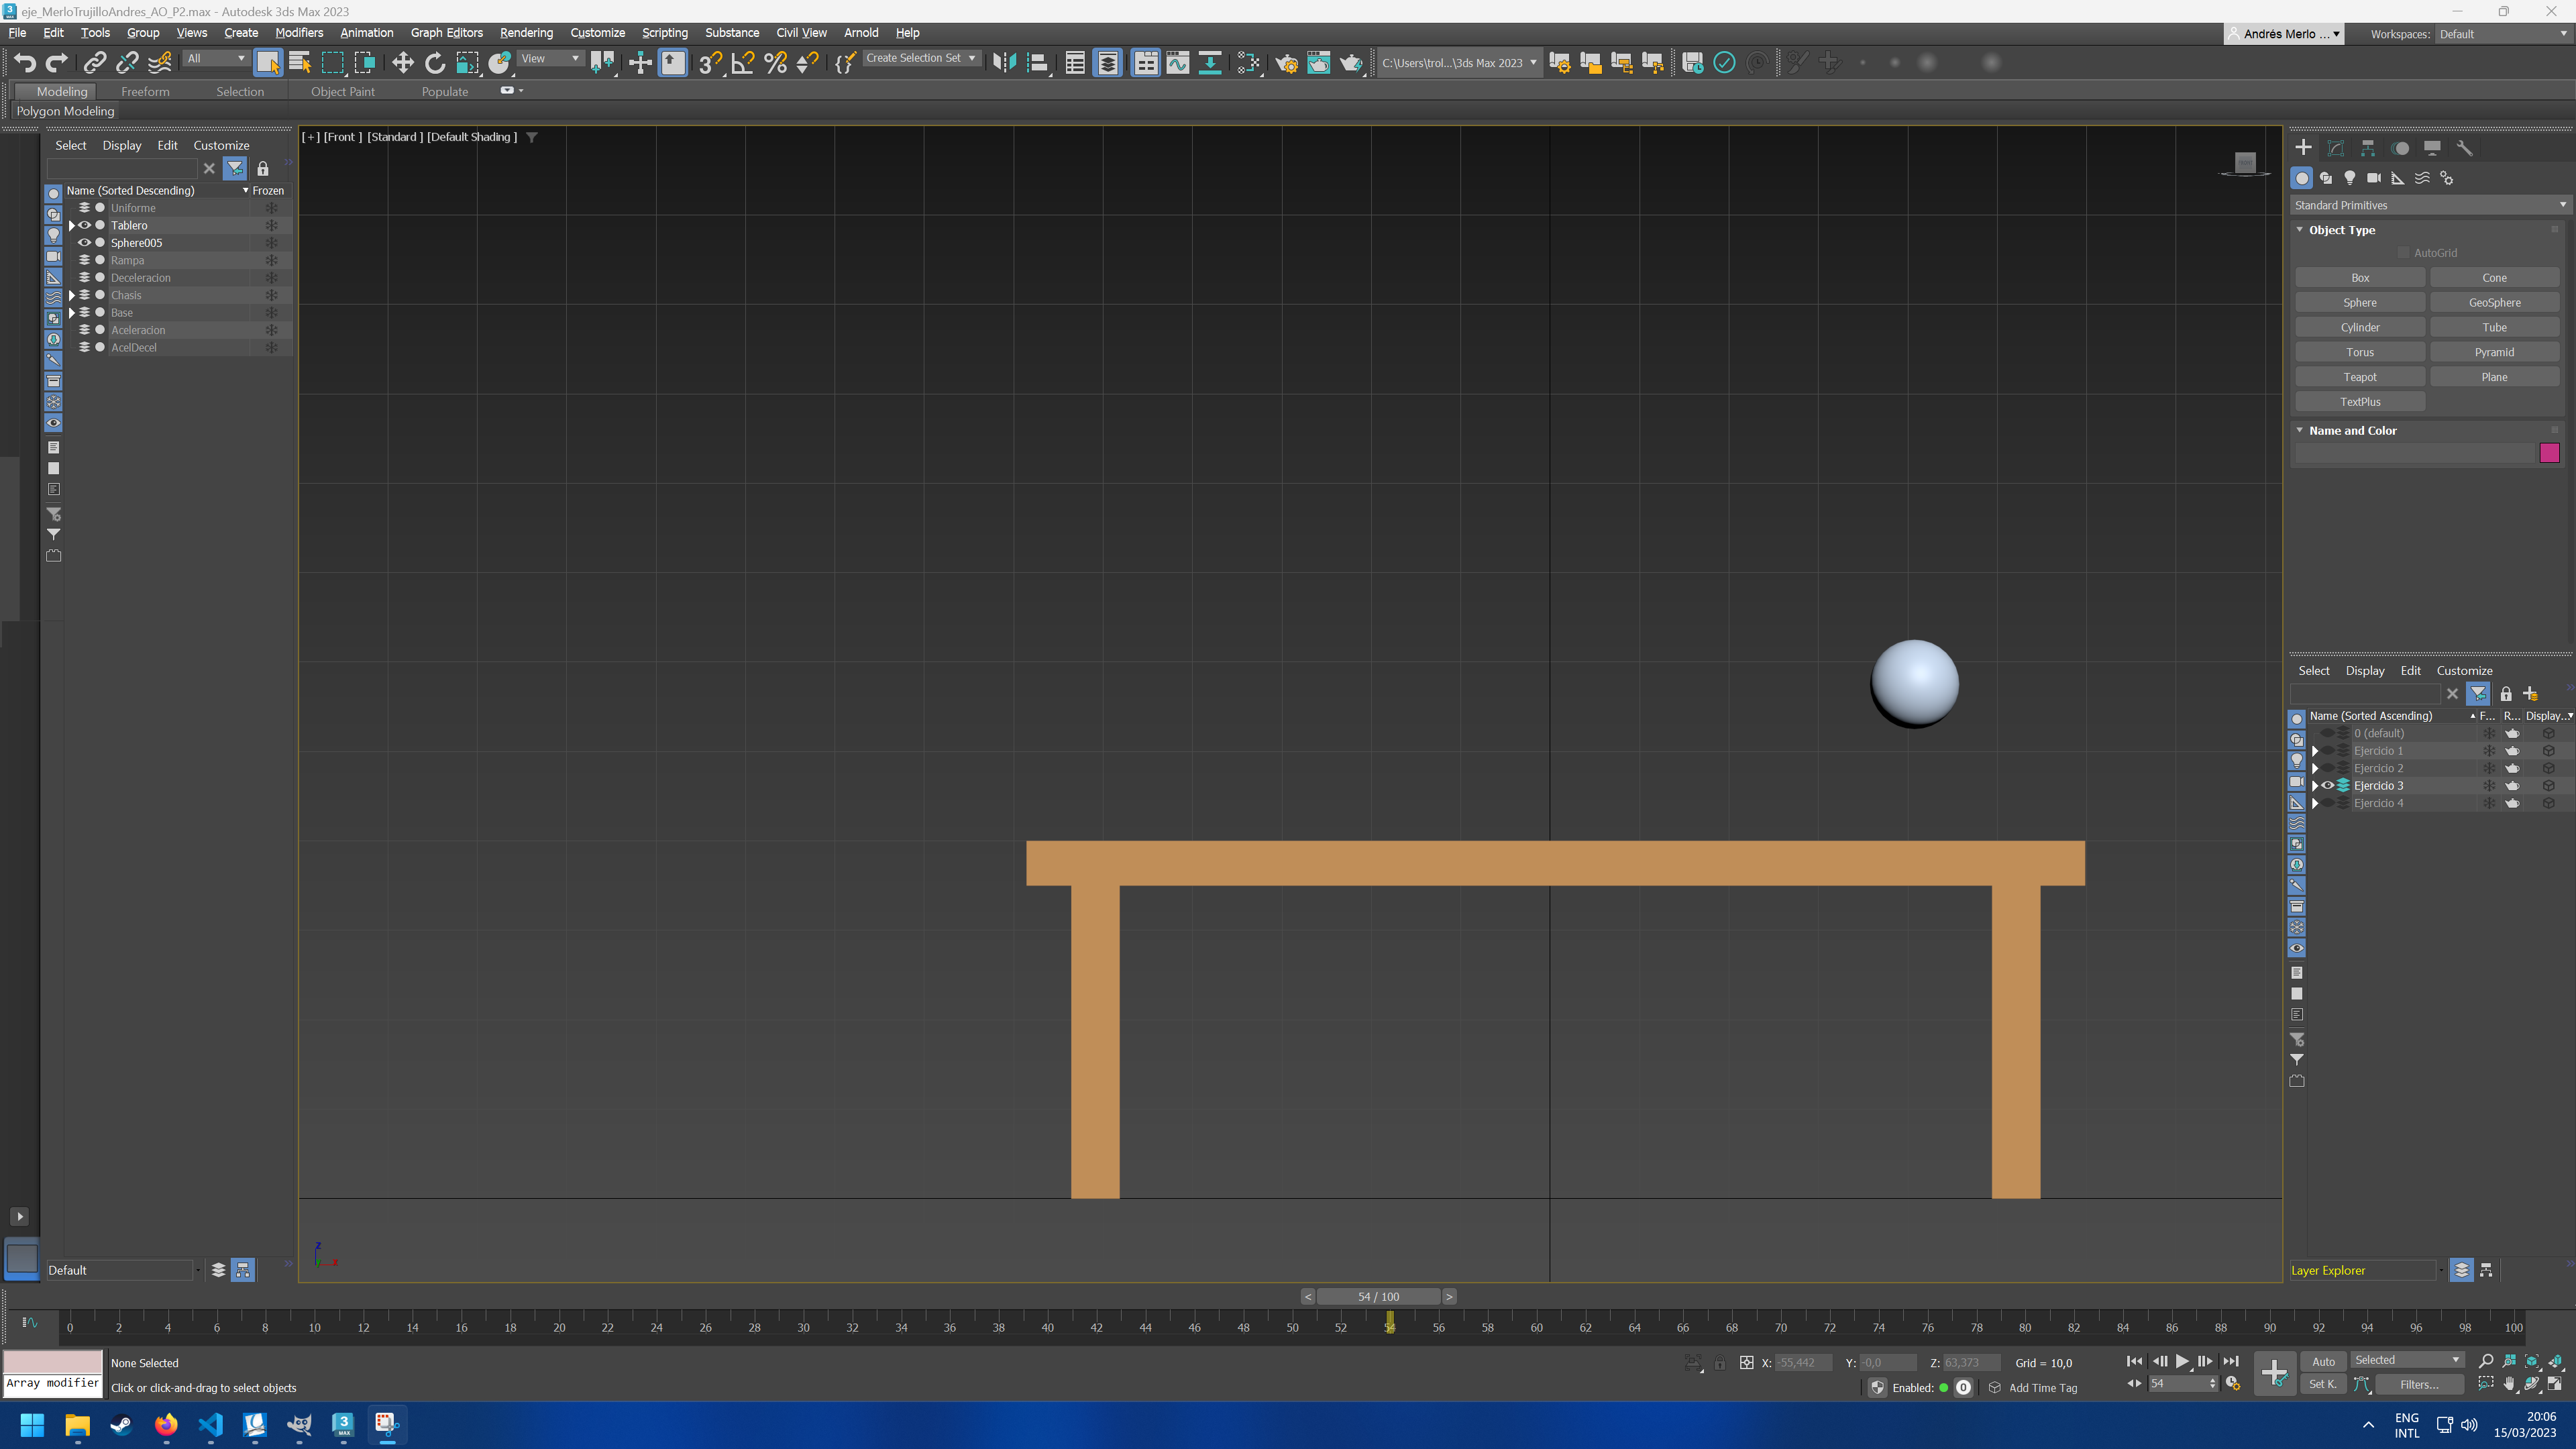 eje_MerloTrujilloAndres_AO_P2.max - Autodesk 3ds Max 2023
File Edit Tools Group Views Create Modifiers Animation Graph Editors Rendering Customize Scripting Substance Civil View Arnold Help
Andrés Merlo ... Workspaces: Default
All View Create Selection Set C:\Users\trol...\3ds Max 2023
Modeling Freeform Selection Object Paint Populate
Polygon Modeling
Select Display Edit Customize
Name (Sorted Descending) Frozen
Uniforme
Tablero
Sphere005
Rampa
Deceleracion
Chasis
Base
Aceleracion
AcelDecel
Default
[+] [Front ] [Standard ] [Default Shading ]
z
x
Standard Primitives
Object Type
AutoGrid
Box Cone
Sphere GeoSphere
Cylinder Tube
Torus Pyramid
Teapot Plane
TextPlus
Name and Color
Select Display Edit Customize
Name (Sorted Ascending) F... R... Display...
0 (default)
Ejercicio 1
Ejercicio 2
Ejercicio 3
Ejercicio 4
Layer Explorer
< 54 / 100 >
0 2 4 6 8 10 12 14 16 18 20 22 24 26 28 30 32 34 36 38 40 42 44 46 48 50 52 54 56 58 60 62 64 66 68 70 72 74 76 78 80 82 84 86 88 90 92 94 96 98 100
None Selected
X: -55,442 Y: -0,0 Z: 63,373 Grid = 10,0
Auto Selected
Array modifier
Click or click-and-drag to select objects
Enabled: 0 Add Time Tag
54
Set K. Filters...
ENG
INTL
20:06
15/03/2023